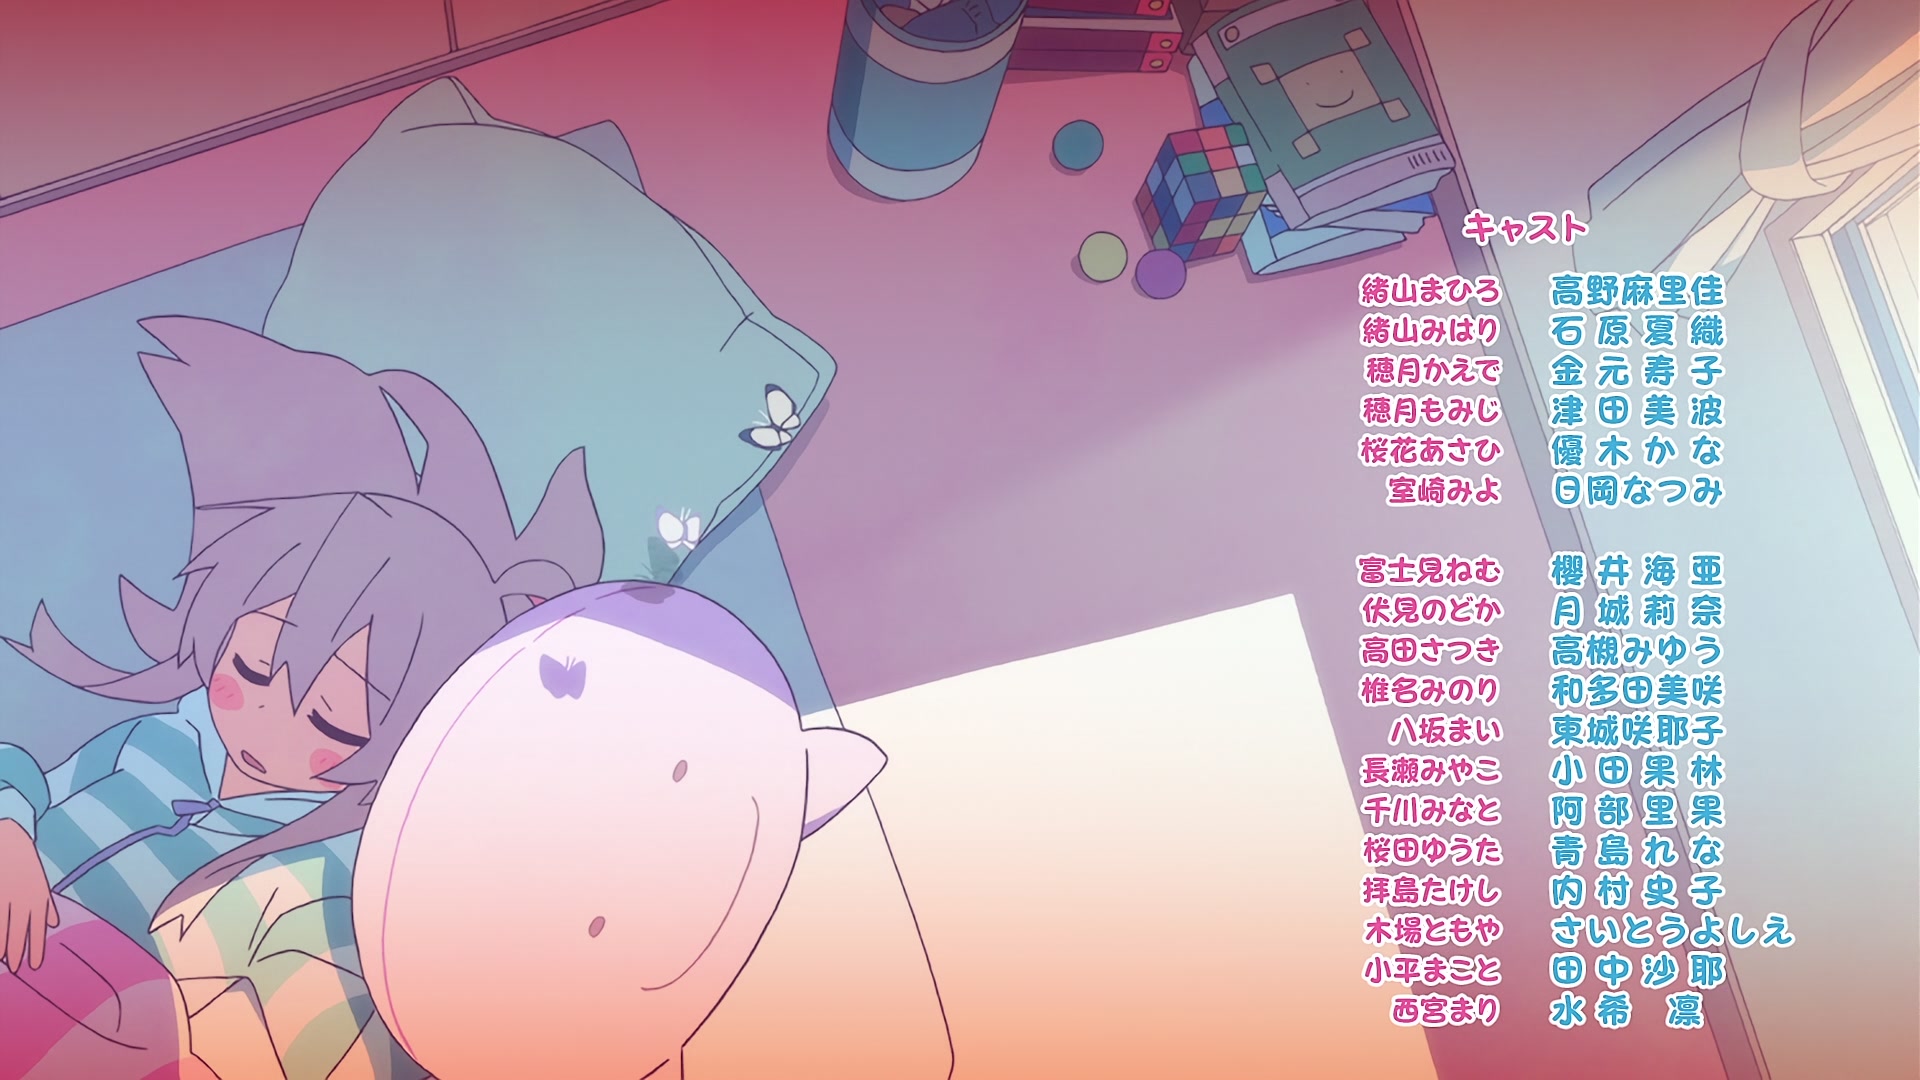 キャスト
緒山まひろ 高野麻里佳
緒山みはり 石原夏織
穂月かえで 金元寿子
穂月もみじ 津田美波
桜花あさひ 優木かな
室崎みよ 日岡なつみ
富士見ねむ 櫻井海亜
伏見のどか 月城莉奈
高田さつき 高槻みゆう
椎名みのり 和多田美咲
八坂まい 東城咲耶子
長瀬みやこ 小田果林
千川みなと 阿部里果
桜田ゆうた 青島れな
拝島たけし 内村史子
木場ともや さいとうよしえ
小平まこと 田中沙耶
西宮まり 水希凛